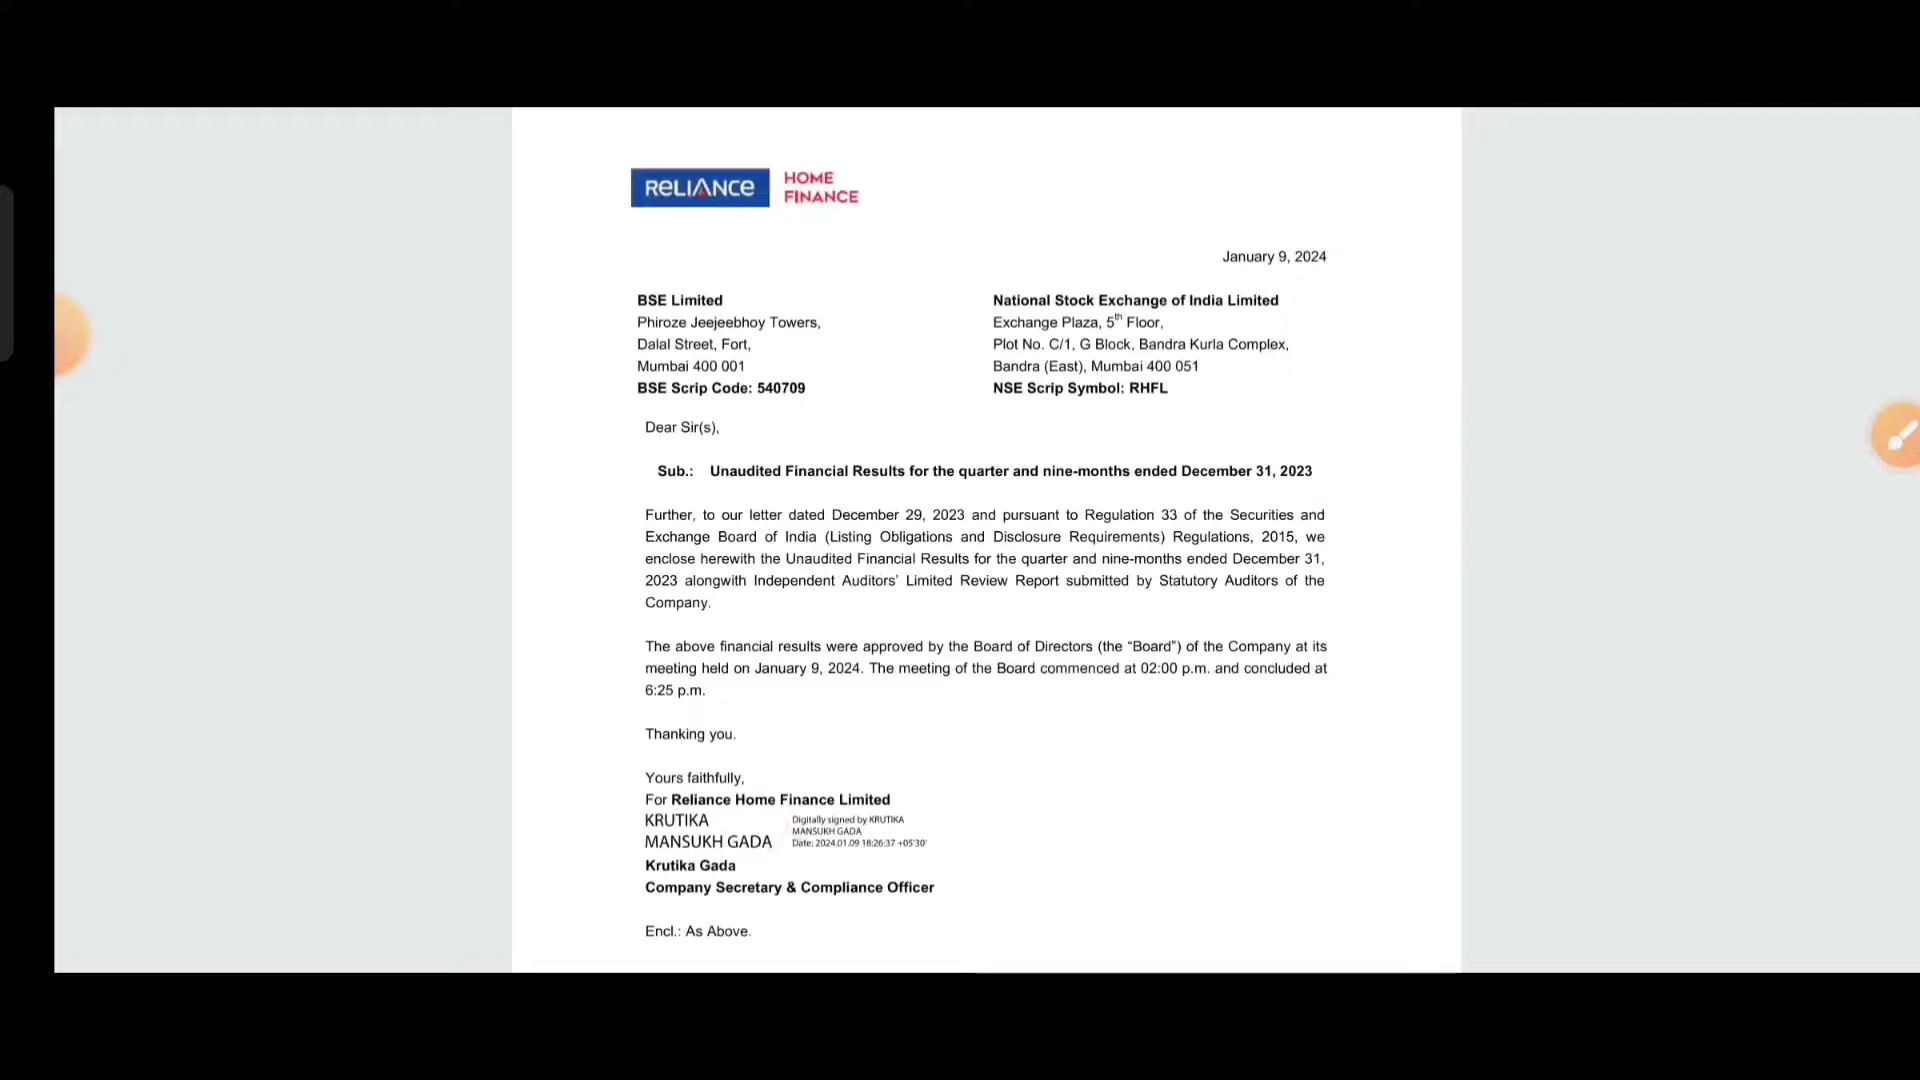 RELIANCE HOME
FINANCE
January 9, 2024
BSE Limited
Phiroze Jeejeebhoy Towers,
Dalal Street, Fort,
Mumbai 400 001
BSE Scrip Code: 540709
National Stock Exchange of India Limited
Exchange Plaza, 5th Floor,
Plot No. C/1, G Block, Bandra Kurla Complex,
Bandra (East), Mumbai 400 051
NSE Scrip Symbol: RHFL
Dear Sir(s),
Sub.: Unaudited Financial Results for the quarter and nine-months ended December 31, 2023
Further, to our letter dated December 29, 2023 and pursuant to Regulation 33 of the Securities and
Exchange Board of India (Listing Obligations and Disclosure Requirements) Regulations, 2015, we
enclose herewith the Unaudited Financial Results for the quarter and nine-months ended December 31,
2023 alongwith Independent Auditors' Limited Review Report submitted by Statutory Auditors of the
Company.
The above financial results were approved by the Board of Directors (the “Board”) of the Company at its
meeting held on January 9, 2024. The meeting of the Board commenced at 02:00 p.m. and concluded at
6:25 p.m.
Thanking you.
Yours faithfully,
For Reliance Home Finance Limited
KRUTIKA
MANSUKH GADA
Digitally signed by KRUTIKA
MANSUKH GADA
Date: 2024.01.09 18:26:37 +05'30'
Krutika Gada
Company Secretary & Compliance Officer
Encl.: As Above.